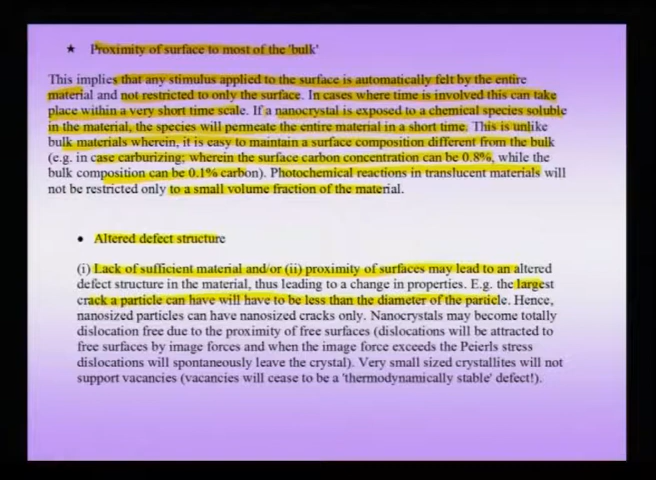 ★ Proximity of surface to most of the 'bulk'
This implies that any stimulus applied to the surface is automatically felt by the entire
material and not restricted to only the surface. In cases where time is involved this can take
place within a very short time scale. If a nanocrystal is exposed to a chemical species soluble
in the material, the species will permeate the entire material in a short time. This is unlike
bulk materials wherein, it is easy to maintain a surface composition different from the bulk
(e.g. in case carburizing; wherein the surface carbon concentration can be 0.8%, while the
bulk composition can be 0.1% carbon). Photochemical reactions in translucent materials will
not be restricted only to a small volume fraction of the material.
• Altered defect structure
(i) Lack of sufficient material and/or (ii) proximity of surfaces may lead to an altered
defect structure in the material, thus leading to a change in properties. E.g. the largest
crack a particle can have will have to be less than the diameter of the particle. Hence,
nanosized particles can have nanosized cracks only. Nanocrystals may become totally
dislocation free due to the proximity of free surfaces (dislocations will be attracted to
free surfaces by image forces and when the image force exceeds the Peierls stress
dislocations will spontaneously leave the crystal). Very small sized crystallites will not
support vacancies (vacancies will cease to be a 'thermodynamically stable' defect!).